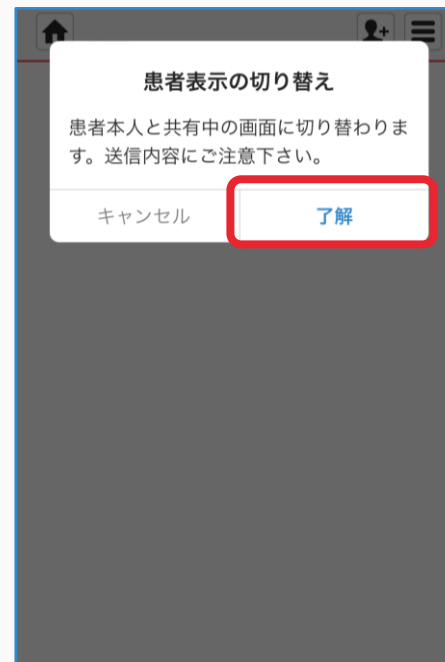 患者表示の切り替え
患者本人と共有中の画面に切り替わりま
す。送信内容にご注意下さい。
キャンセル
了解